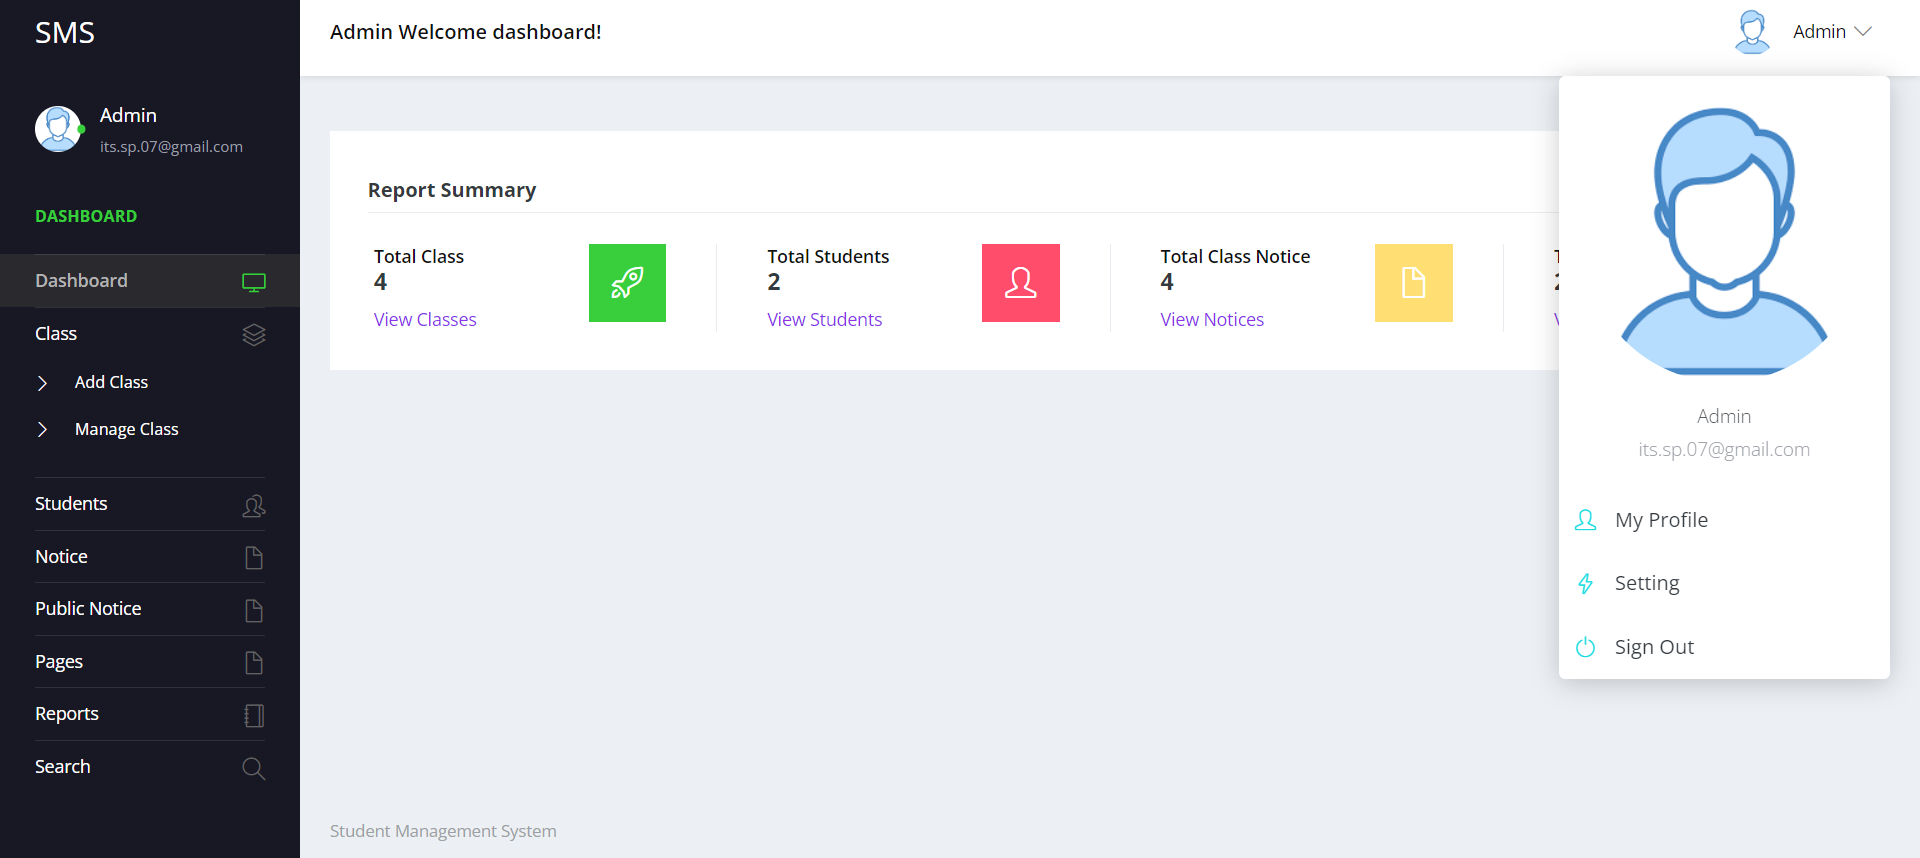 SMS
Admin
its.sp.07@gmail.com
DASHBOARD
Dashboard
Class
Add Class
Manage Class
Students
Notice
Public Notice
Pages
Reports
Search
Admin Welcome dashboard!
Admin
Report Summary
Total Class
4
View Classes
Total Students
2
View Students
Total Class Notice
4
View Notices
Admin
its.sp.07@gmail.com
My Profile
Setting
Sign Out
Student Management System